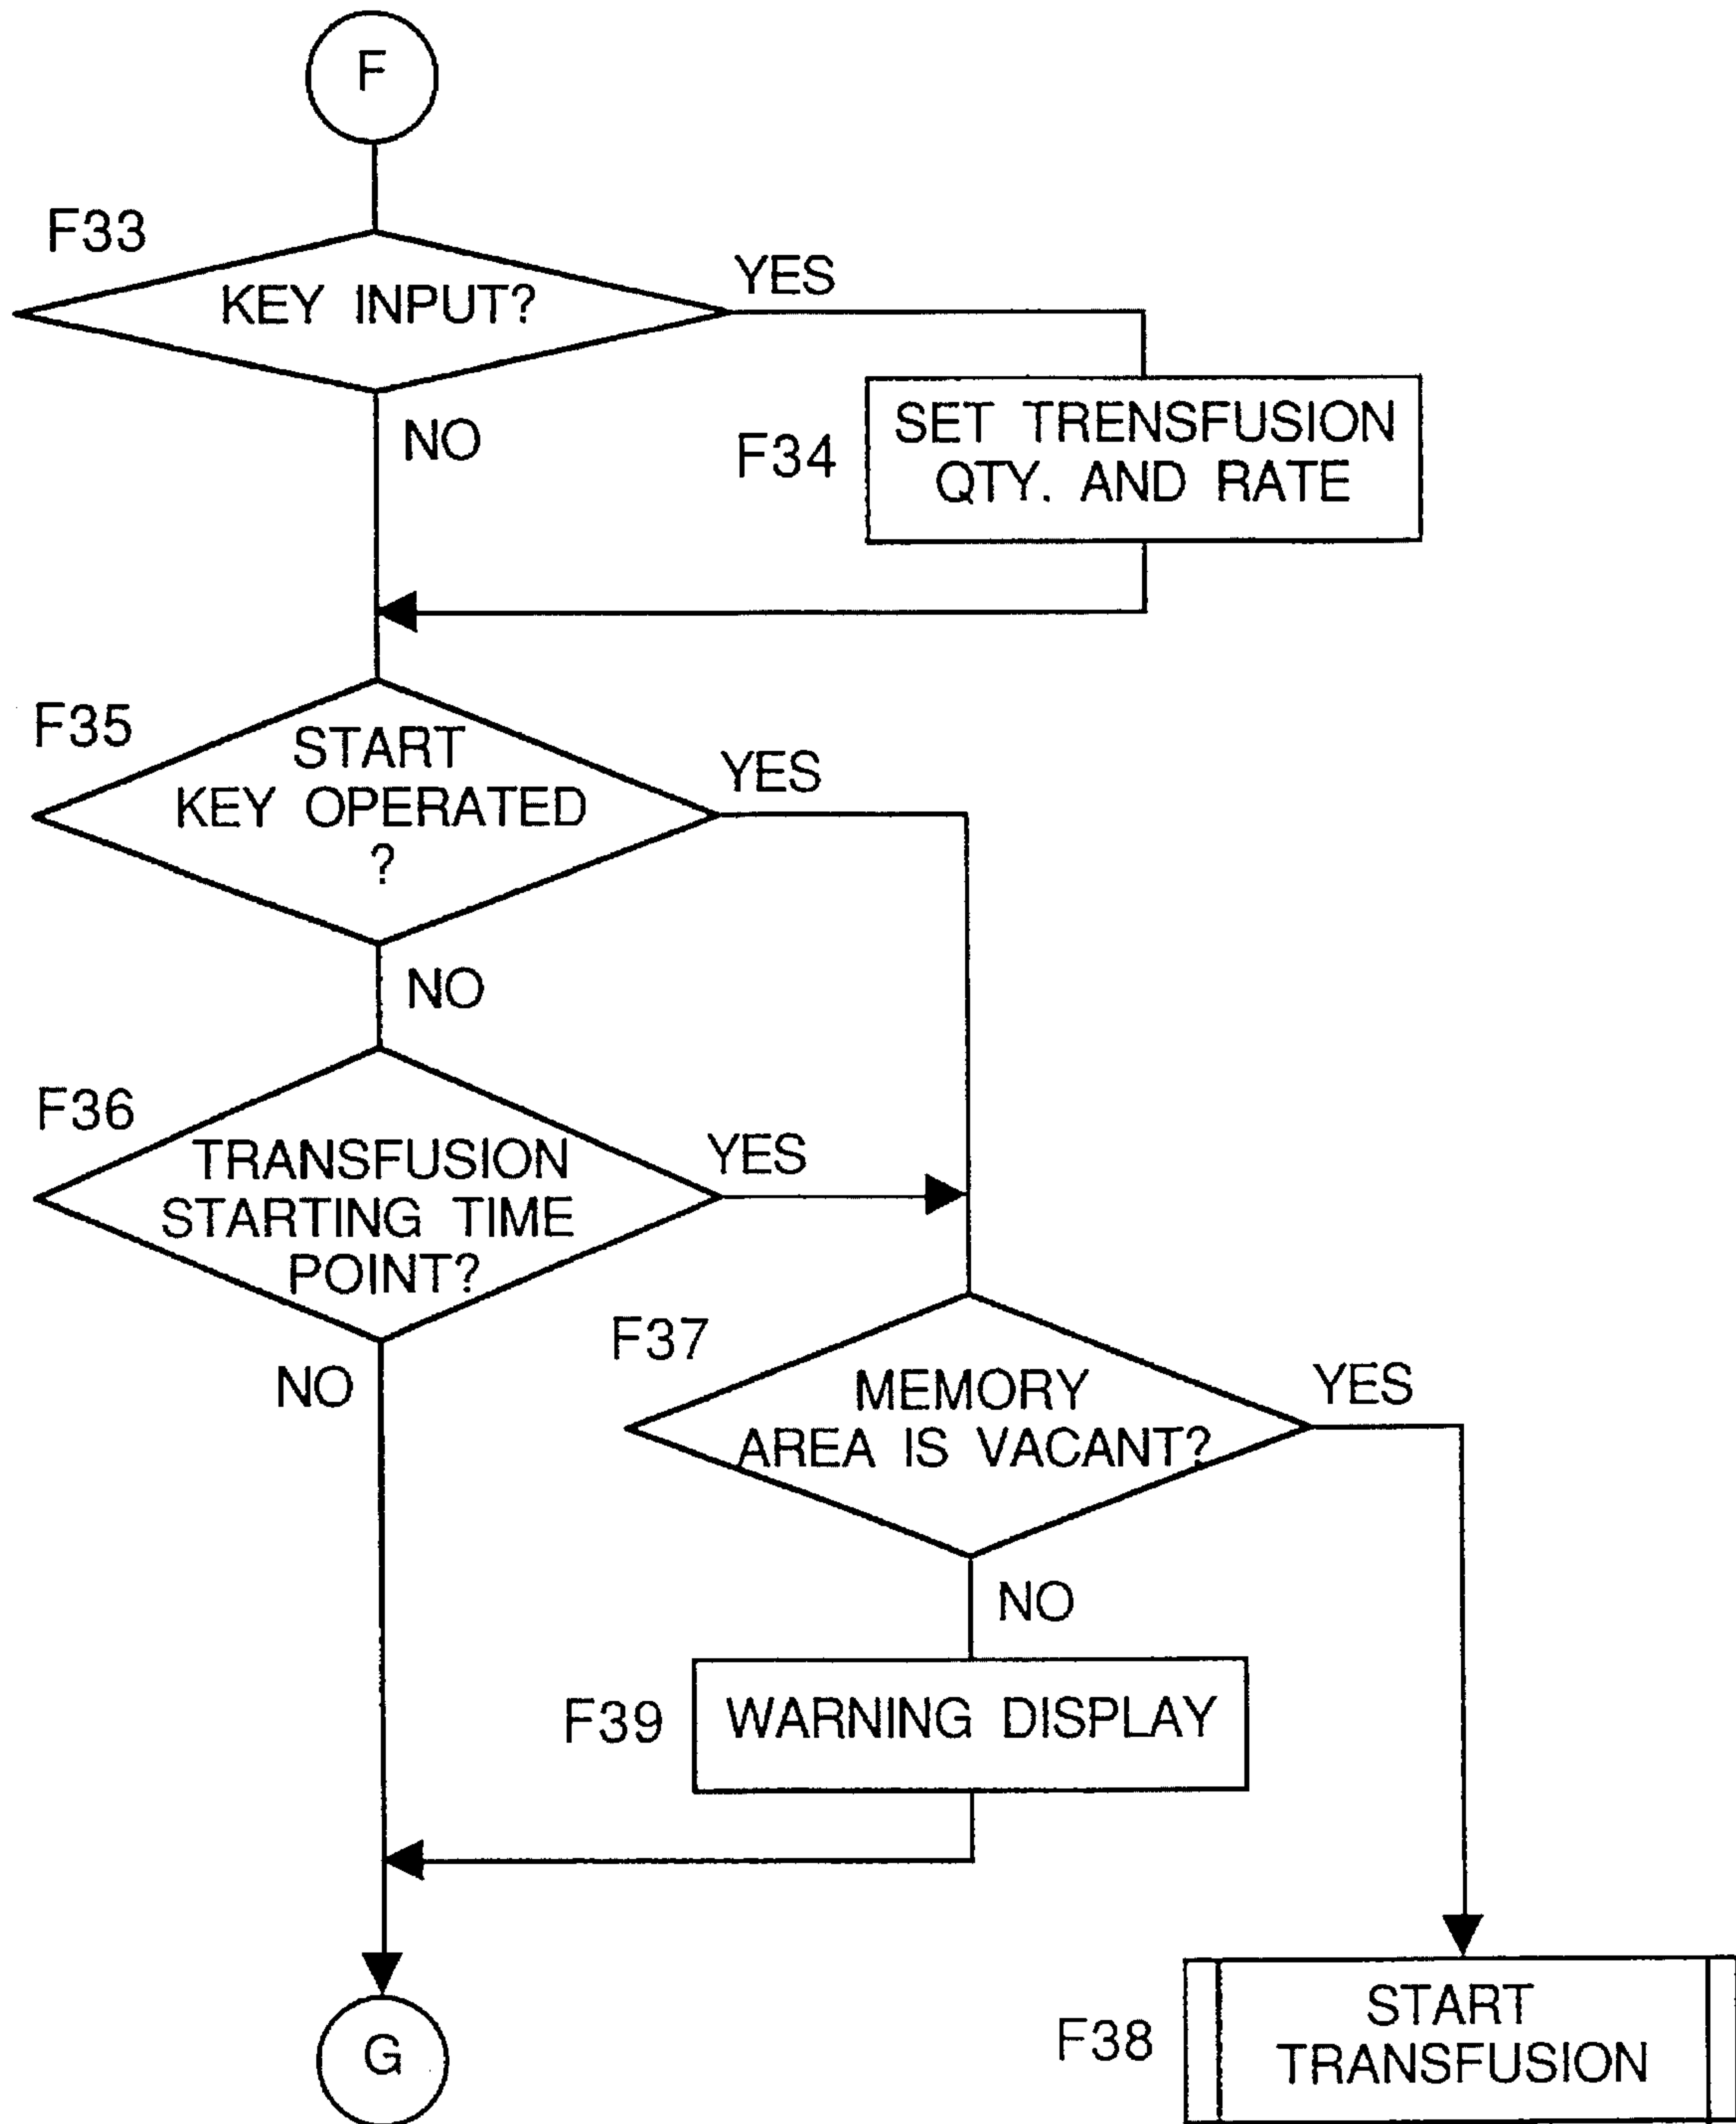 F
F33
KEY INPUT?
YES
NO
F34
SET TRENSFUSION
QTY. AND RATE
F35
START
KEY OPERATED
?
YES
NO
F36
TRANSFUSION
STARTING TIME
POINT?
YES
NO
F37
MEMORY
AREA IS VACANT?
YES
NO
F39
WARNING DISPLAY
G
F38
START
TRANSFUSION